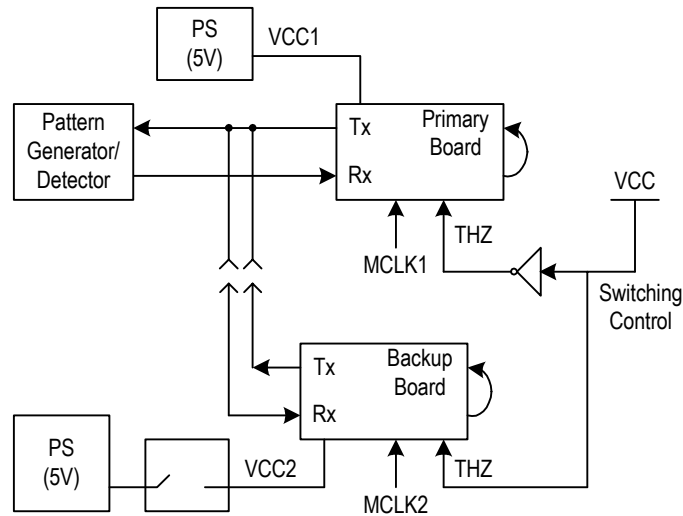 PS
(5V)
VCC1
Pattern
Generator/
Detector
Tx
Rx
Primary
Board
VCC
MCLK1
THZ
Switching
Control
Tx
Rx
Backup
Board
PS
(5V)
VCC2
MCLK2
THZ